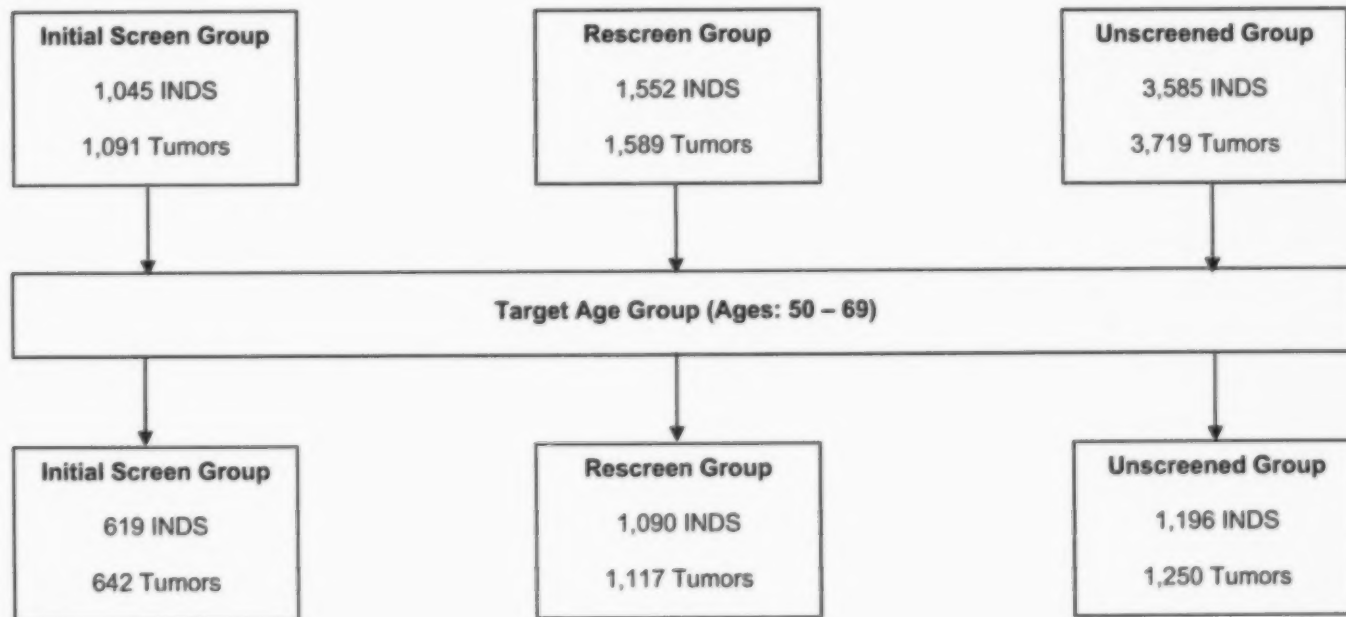 Initial Screen Group
1,045 INDS
1,091 Tumors
Rescreen Group
1,552 INDS
1,589 Tumors
Unscreened Group
3,585 INDS
3,719 Tumors
Target Age Group (Ages: 50 – 69)
Initial Screen Group
619 INDS
642 Tumors
Rescreen Group
1,090 INDS
1,117 Tumors
Unscreened Group
1,196 INDS
1,250 Tumors